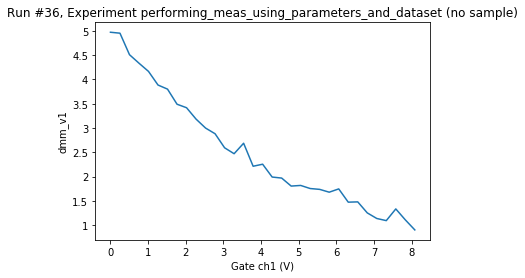 Run #36, Experiment performing_meas_using_parameters_and_dataset (no sample)
5
4.5
4
3.5
3
2.5
2
1.5
1
dmm_v1
0 1 2 3 4 5 6 7 8
Gate ch1 (V)